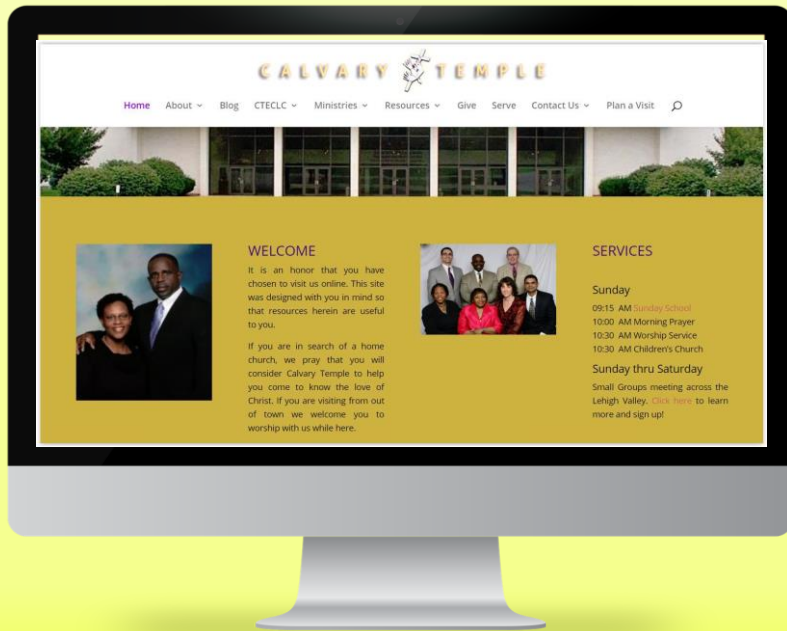 CALVARY TEMPLE
Home About Blog CTECLC Ministries Resources Give Serve Contact Us Plan a Visit
WELCOME
It is an honor that you have
chosen to visit us online. This site
was designed with you in mind so
that resources herein are useful
to you.
If you are in search of a home
church, we pray that you will
consider Calvary Temple to help
you come to know the love of
Christ. If you are visiting from out
of town we welcome you to
worship with us while here.
SERVICES
Sunday
09:15 AM Sunday School
10:00 AM Morning Prayer
10:30 AM Worship Service
10:30 AM Children's Church
Sunday thru Saturday
Small Groups meeting across the
Lehigh Valley. Click here to learn
more and sign up!